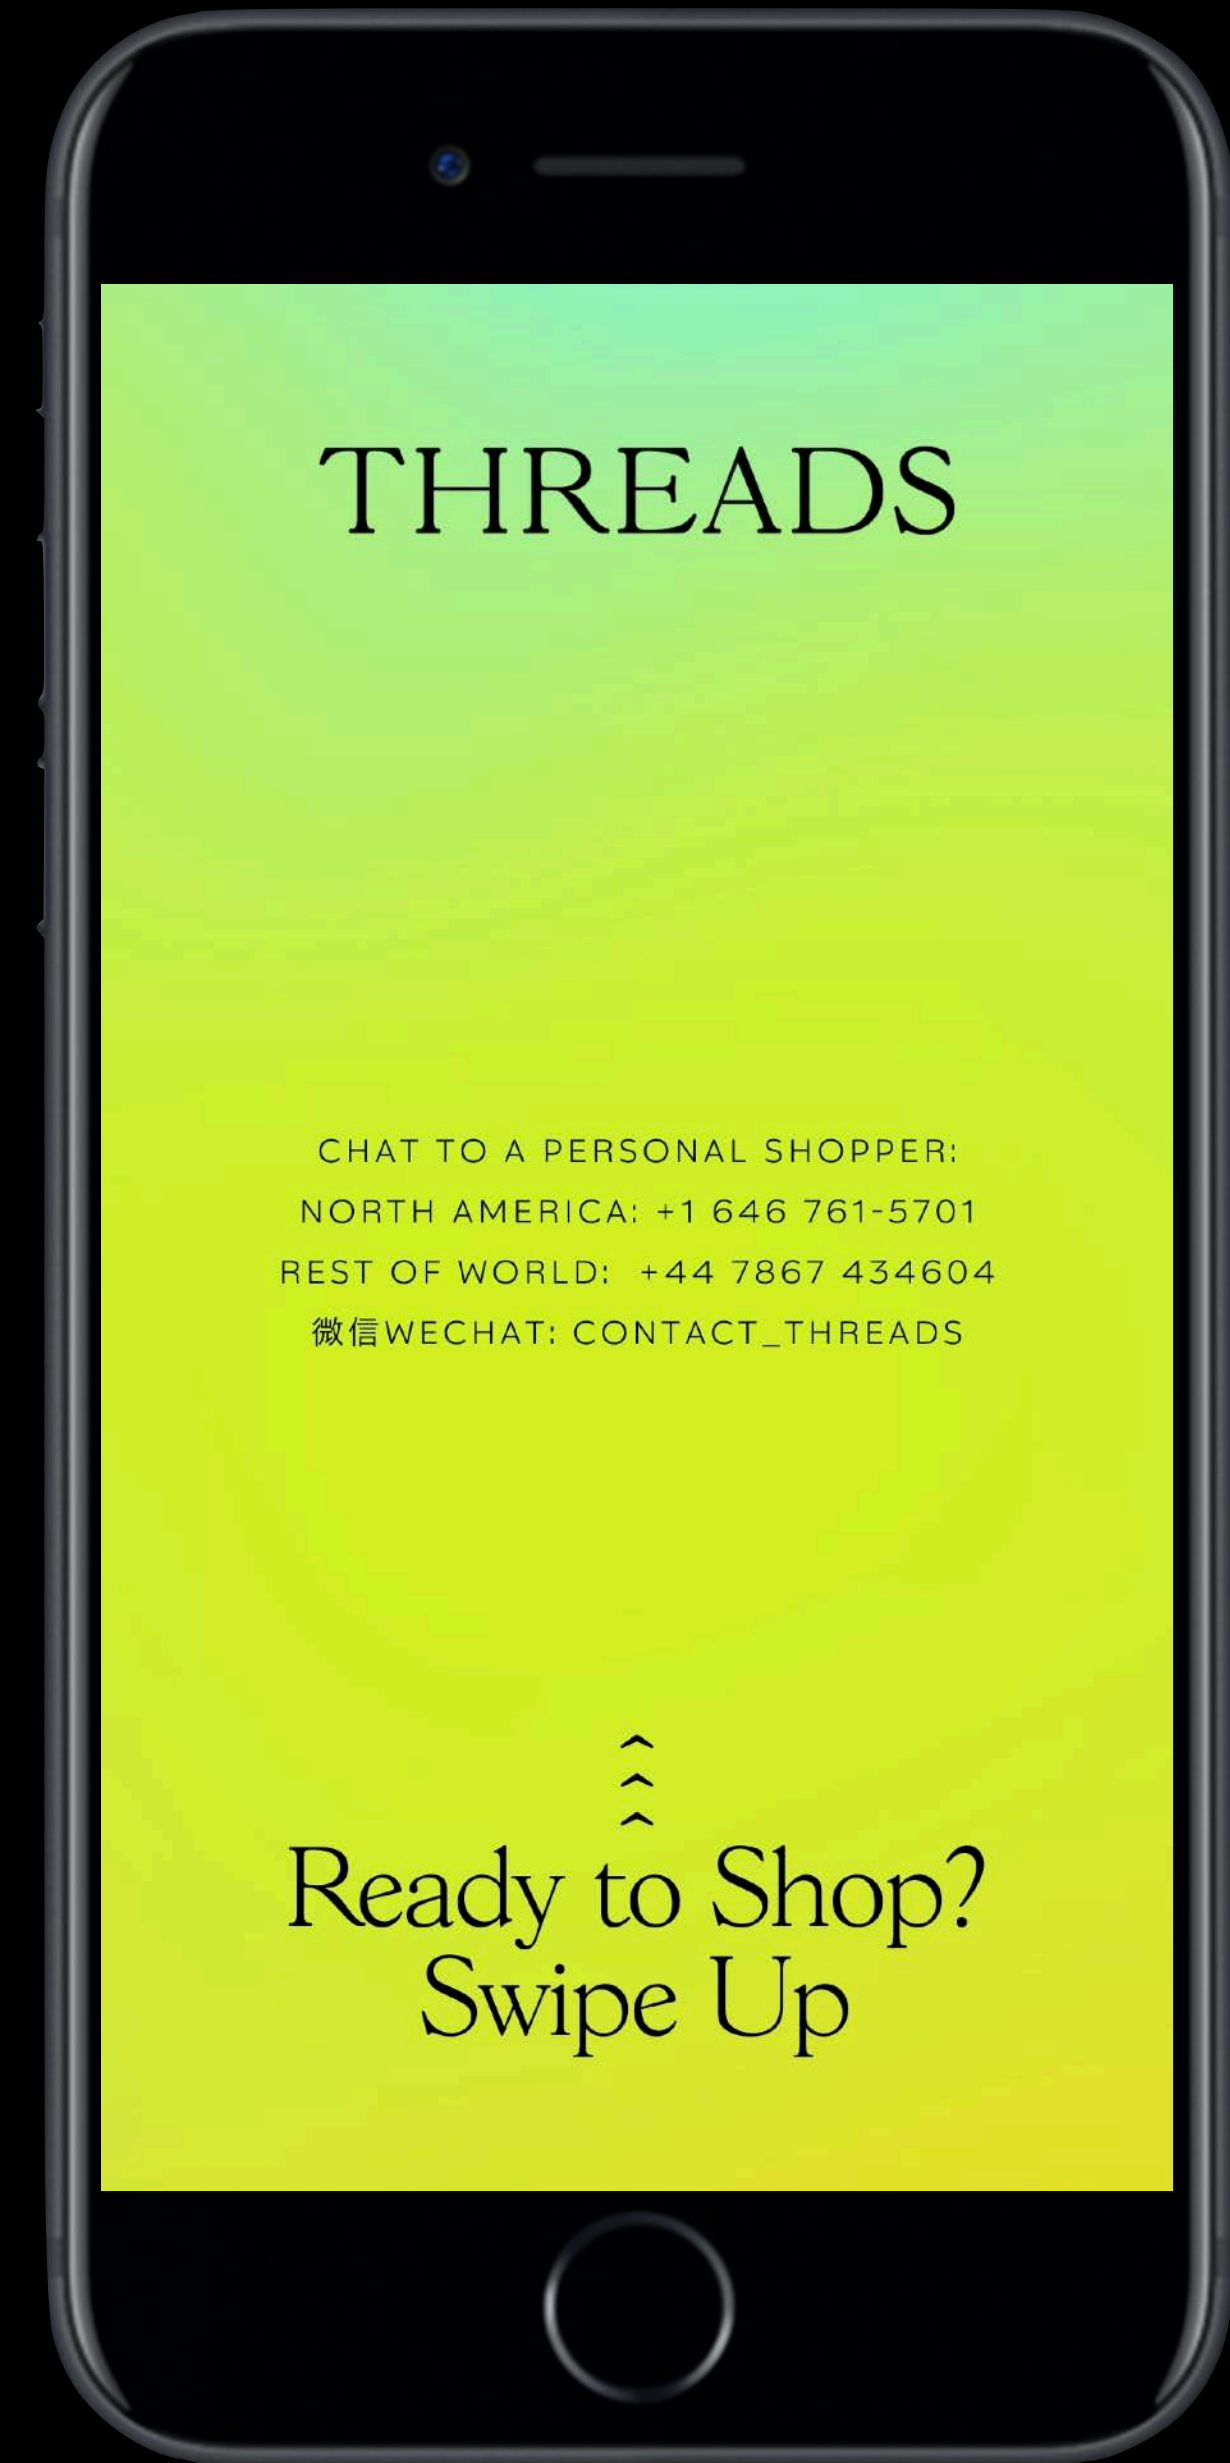 THREADS
CHAT TO A PERSONAL SHOPPER:
NORTH AMERICA: +1 646 761-5701
REST OF WORLD: +44 7867 434604
微信WECHAT: CONTACT_THREADS
Ready to Shop?
Swipe Up